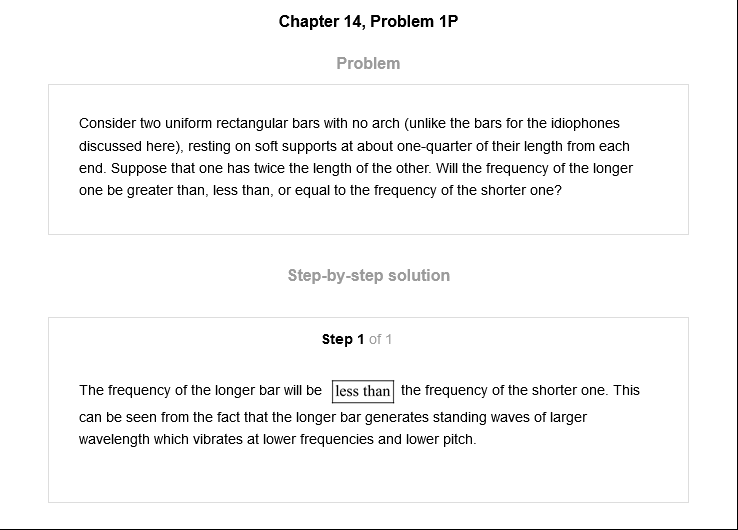 Chapter 14, Problem 1P
Problem
Consider two uniform rectangular bars with no arch (unlike the bars for the idiophones
discussed here), resting on soft supports at about one-quarter of their length from each
end. Suppose that one has twice the length of the other. Will the frequency of the longer
one be greater than, less than, or equal to the frequency of the shorter one?
Step-by-step solution
Step 1 of 1
The frequency of the longer bar will be less than the frequency of the shorter one. This
can be seen from the fact that the longer bar generates standing waves of larger
wavelength which vibrates at lower frequencies and lower pitch.